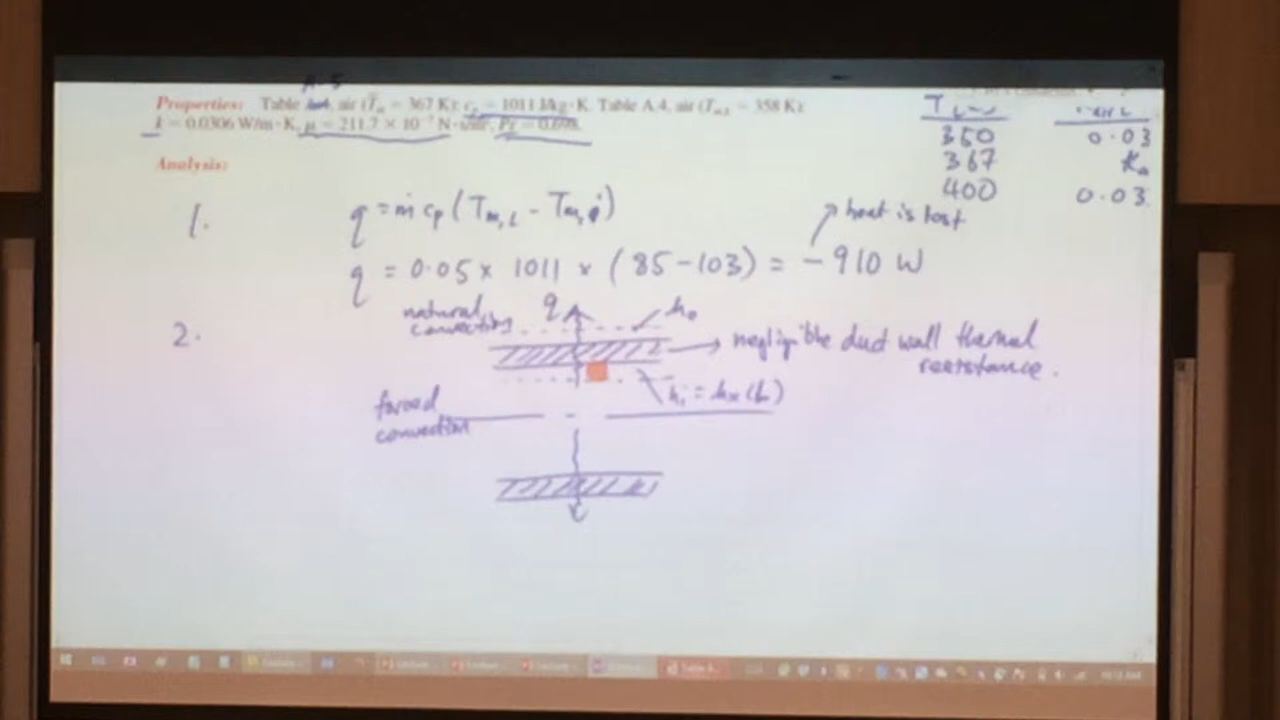 A.5
Properties: Table A.4, air (T̄m = 367 K): cp = 1011 J/kg·K. Table A.4, air (Tm,L = 358 K):
k = 0.0306 W/m·K, μ = 211.7 × 10⁻⁷ N·s/m², Pr = 0.698.
350 0.03
367
400 0.03
Analysis:
1. q = ṁ cp (Tm,L - Tm,i)
heat is lost
q = 0.05 × 1011 × (85-103) = -910 W
2. natural convection q ho
negligible duct wall thermal
resistance.
hi = hx(L)
forced
convection